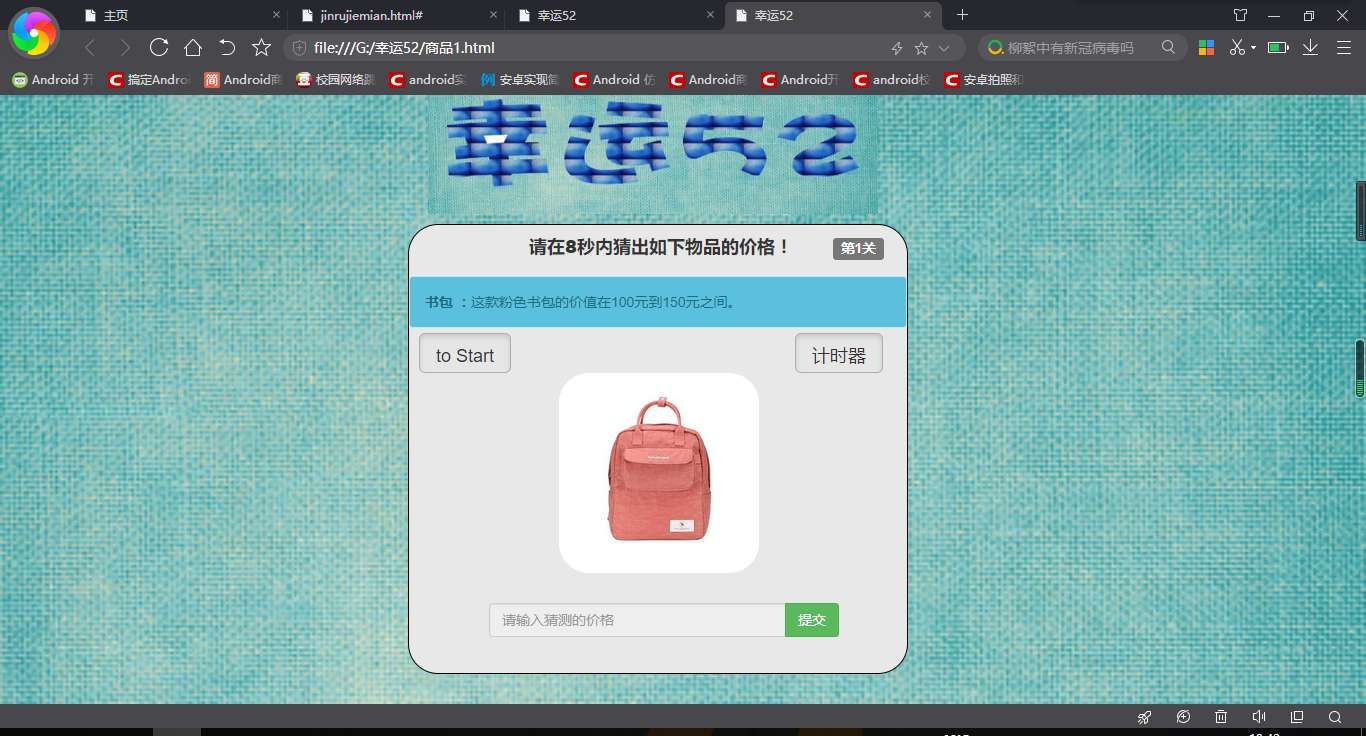 主页
jinrujiemian.html#
幸运52
幸运52
file:///G:/幸运52/商品1.html
柳絮中有新冠病毒吗
Android 开
搞定Andro
简
Android商
校园网络踢
android实
例
安卓实现简
Android 仿
Android商
Android开
android校
安卓拍照和
幸运52
请在8秒内猜出如下物品的价格！
第1关
书包 ：这款粉色书包的价值在100元到150元之间。
to Start
计时器
请输入猜测的价格
提交